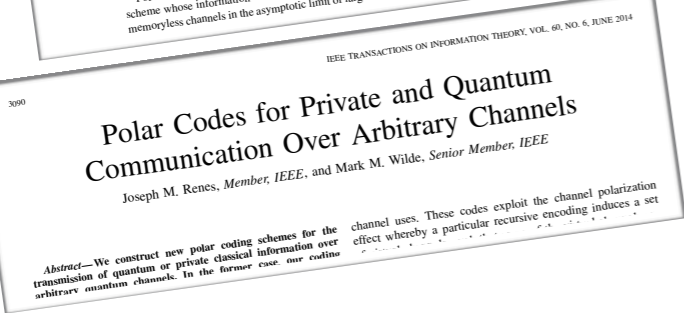 scheme whose
memoryless channels in the asymptotic limit of
IEEE TRANSACTIONS ON INFORMATION THEORY, VOL. 60, NO. 6, JUNE 2014
3090
Polar Codes for Private and Quantum
Communication Over Arbitrary Channels
Joseph M. Renes, Member, IEEE, and Mark M. Wilde, Senior Member, IEEE
Abstract—We construct new polar coding schemes for the
transmission of quantum or private classical information over
arbitrary quantum channels. In the former case, our coding
channel uses. These codes exploit the channel polarization
effect whereby a particular recursive encoding induces a set